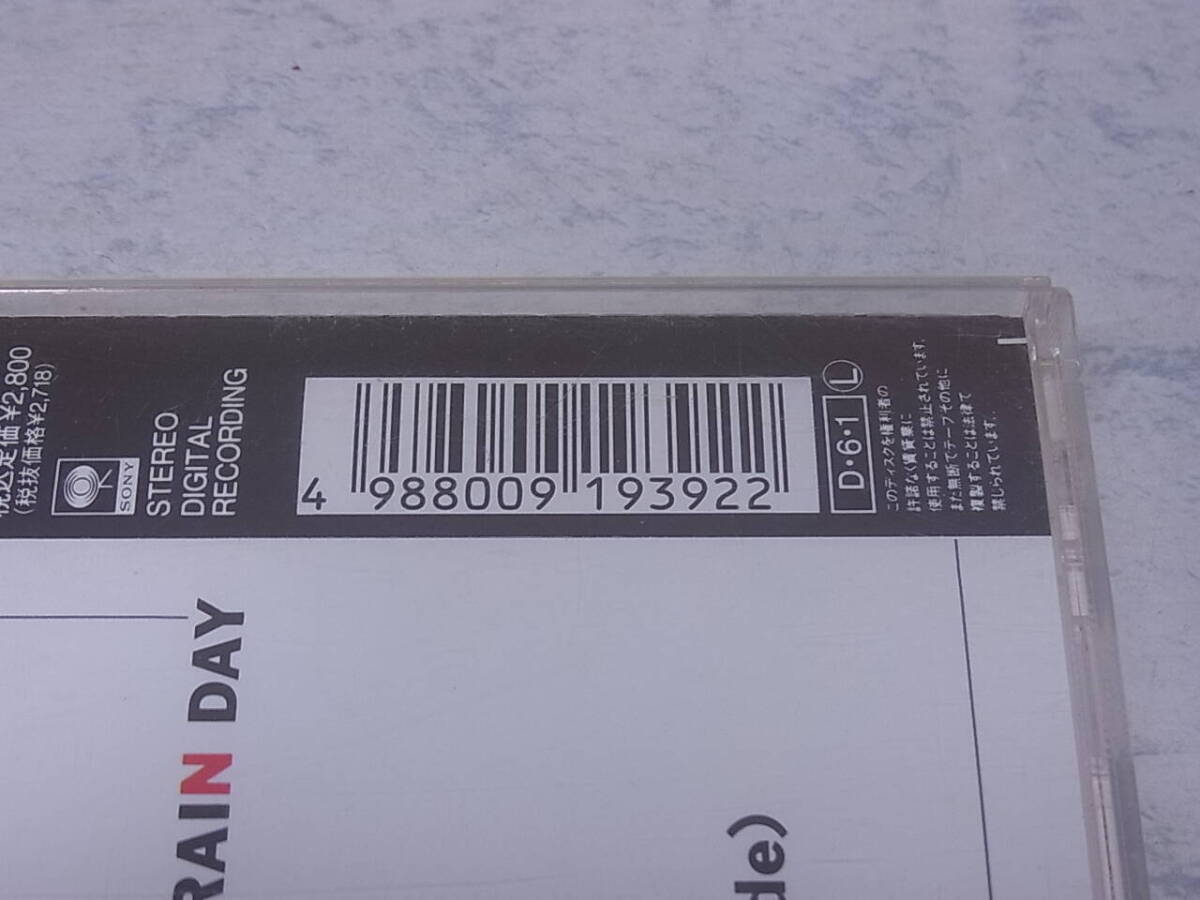 税込定価¥2,800
(税抜価格¥2,718)
SONY
STEREO
DIGITAL
RECORDING
4 988009 193922
D·6·1
L
このディスクを権利者の
許諾なく賃貸業に
使用することは禁止されています。
また無断でテープその他に
複製することは法律で
禁じられています。
RAIN DAY
de)